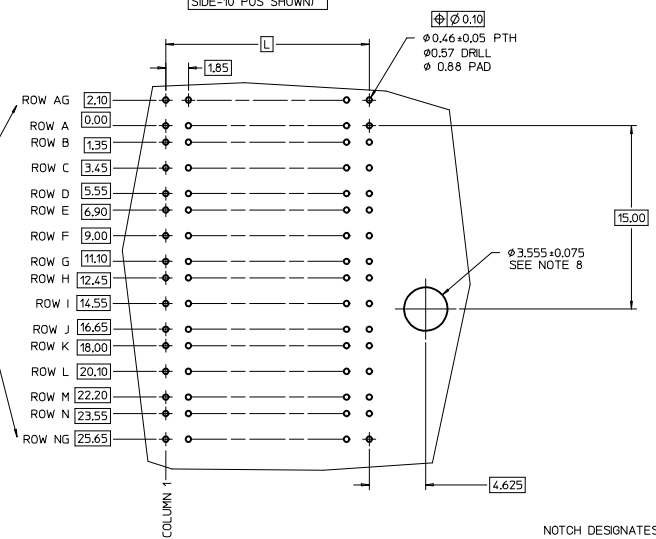 SIDE-10 POS SHOWN)
⌖ ⌀ 0.10
L
⌀0.46±0.05 PTH
⌀0.57 DRILL
⌀ 0.88 PAD
1.85
ROW AG 2.10
ROW A 0.00
ROW B 1.35
ROW C 3.45
ROW D 5.55
ROW E 6.90
ROW F 9.00
ROW G 11.10
ROW H 12.45
ROW I 14.55
ROW J 16.65
ROW K 18.00
ROW L 20.10
ROW M 22.20
ROW N 23.55
ROW NG 25.65
15.00
⌀3.555±0.075
SEE NOTE 8
4.625
COLUMN 1
NOTCH DESIGNATES